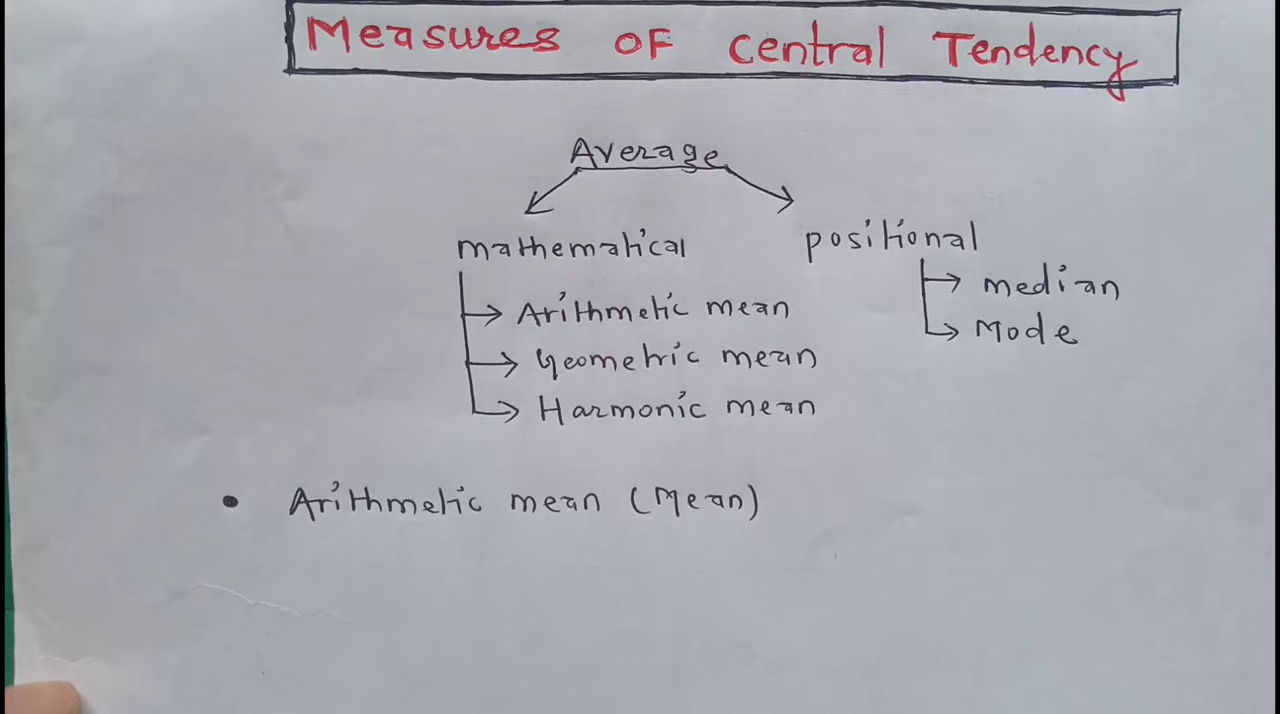 Measures OF central Tendency
Average
mathematical
positional
Arithmetic mean
Geometric mean
Harmonic mean
median
Mode
• Arithmetic mean (Mean)